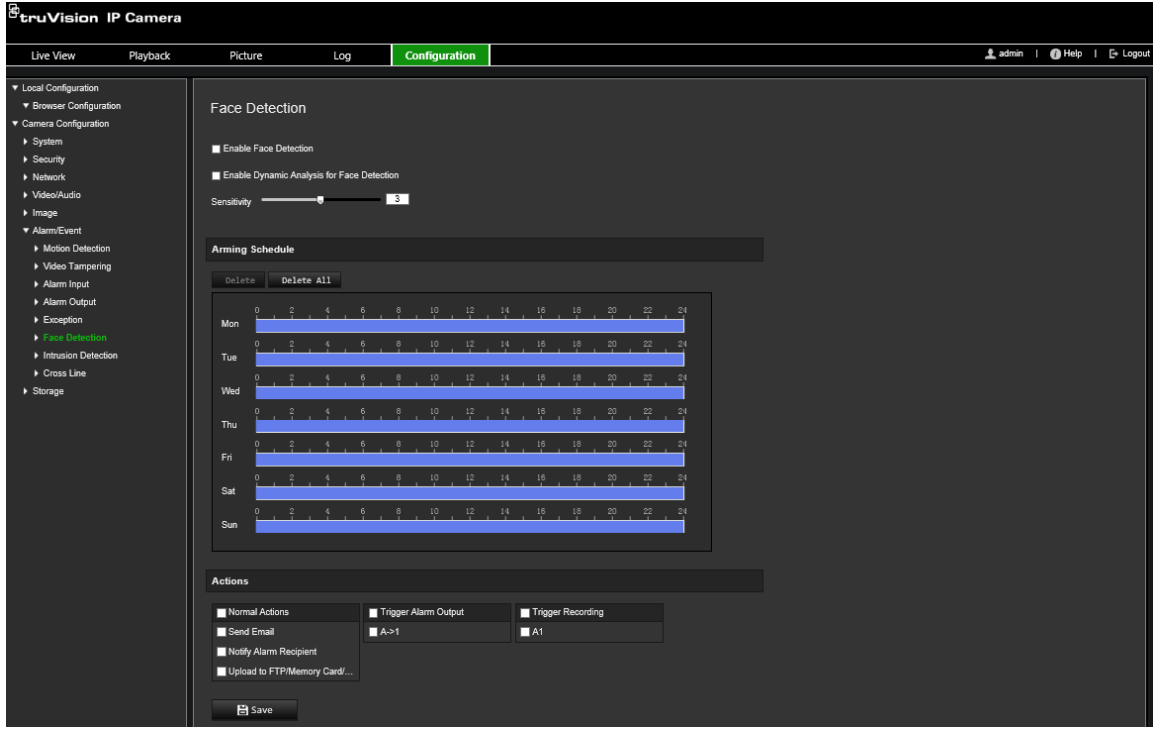 truVision IP Camera
Live View Playback Picture Log Configuration admin | Help | Logout
Local Configuration
Browser Configuration
Camera Configuration
System
Security
Network
Video/Audio
Image
Alarm/Event
Motion Detection
Video Tampering
Alarm Input
Alarm Output
Exception
Face Detection
Intrusion Detection
Cross Line
Storage
Face Detection
Enable Face Detection
Enable Dynamic Analysis for Face Detection
Sensitivity 3
Arming Schedule
Delete Delete All
0 2 4 6 8 10 12 14 16 18 20 22 24
Mon
0 2 4 6 8 10 12 14 16 18 20 22 24
Tue
0 2 4 6 8 10 12 14 16 18 20 22 24
Wed
0 2 4 6 8 10 12 14 16 18 20 22 24
Thu
0 2 4 6 8 10 12 14 16 18 20 22 24
Fri
0 2 4 6 8 10 12 14 16 18 20 22 24
Sat
0 2 4 6 8 10 12 14 16 18 20 22 24
Sun
Actions
Normal Actions Trigger Alarm Output Trigger Recording
Send Email A->1 A1
Notify Alarm Recipient
Upload to FTP/Memory Card/...
Save